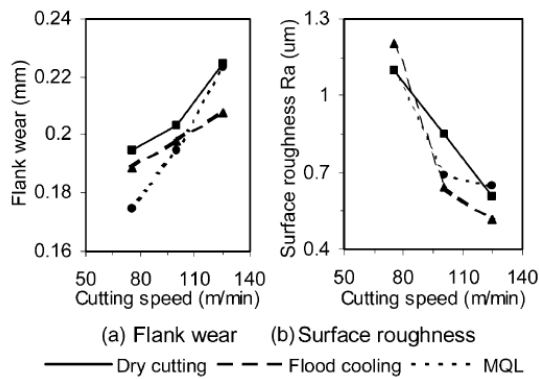 Flank wear (mm)
0.24
0.22
0.2
0.18
0.16
50
80
110
140
Cutting speed (m/min)
Surface roughness Ra (um)
1.3
1
0.7
0.4
50
80
110
140
Cutting speed (m/min)
(a) Flank wear
(b) Surface roughness
Dry cutting
Flood cooling
MQL